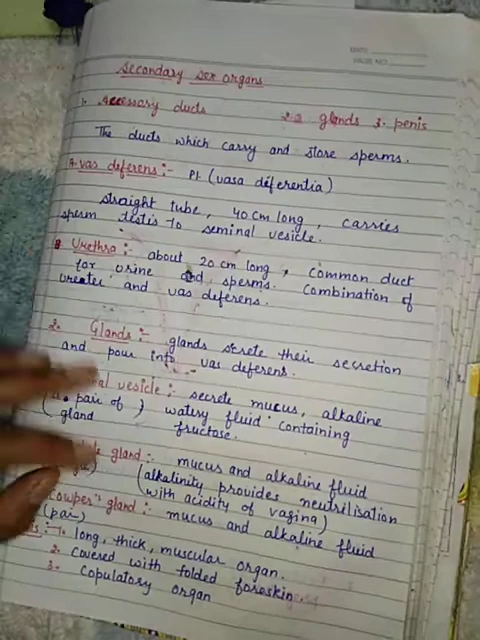 DATE
PAGE NO.
Secondary Sex organs
1. Accessory ducts 2. glands 3. penis
The ducts which carry and store sperms.
A. vas deferens :- Pl. (vasa deferentia)
straight tube, 40 cm long, carries
sperm testis to seminal vesicle.
B Urethra :- about 20 cm long, common duct
for urine and sperms. Combination of
ureter and vas deferens.
2. Glands :- glands screte their secretion
and pour into vas deferens.
vesicle :- secrete mucus, alkaline
pair of ) watery fluid containing
gland fructose.
gland :- mucus and alkaline fluid
(alkalinity provides neutrilisation
with acidity of vagina)
Cowper's gland :- mucus and alkaline fluid
(pair)
1. long, thick, muscular organ.
2. covered with folded foreskin
3. Copulatory organ